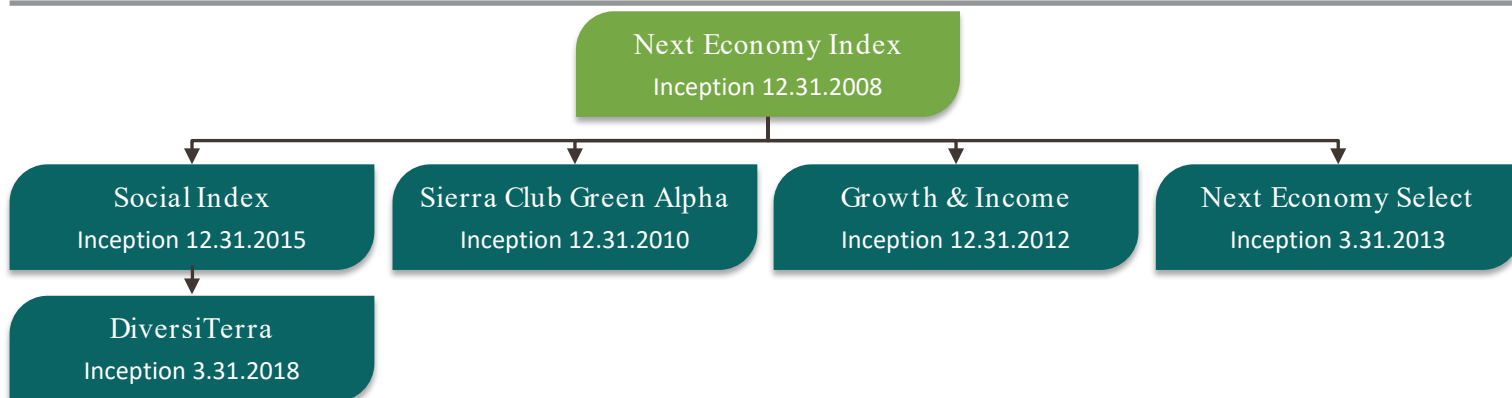 Next Economy Index
Inception 12.31.2008
Social Index
Inception 12.31.2015
Sierra Club Green Alpha
Inception 12.31.2010
Growth & Income
Inception 12.31.2012
Next Economy Select
Inception 3.31.2013
DiversiTerra
Inception 3.31.2018